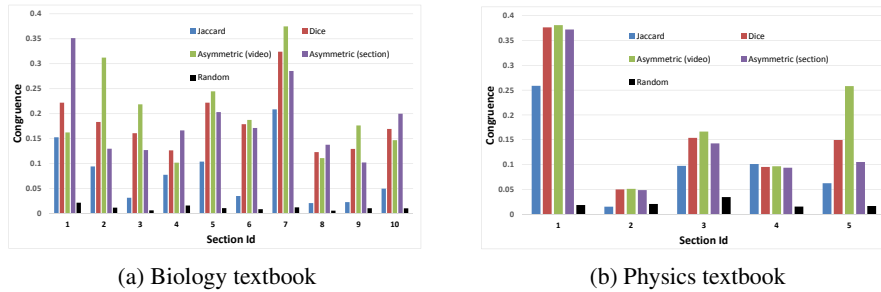 0.4
0.35
0.3
0.25
0.2
0.15
0.1
0.05
0
Congruence
Jaccard
Dice
Asymmetric (video)
Asymmetric (section)
Random
1 2 3 4 5 6 7 8 9 10
Section Id
(a) Biology textbook
0.4
0.35
0.3
0.25
0.2
0.15
0.1
0.05
0
Congruence
Jaccard
Dice
Asymmetric (video)
Asymmetric (section)
Random
1 2 3 4 5
Section Id
(b) Physics textbook